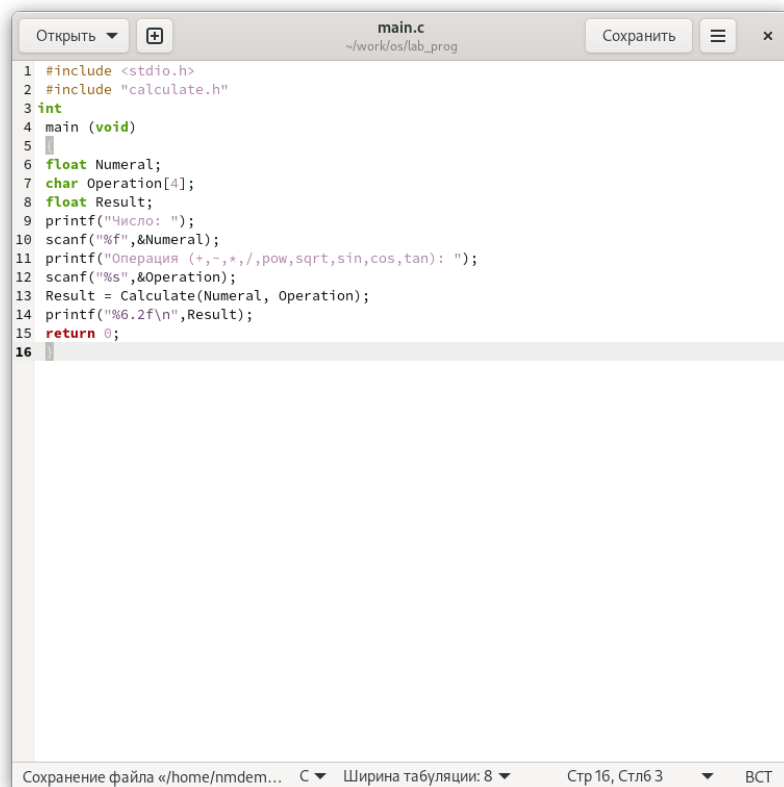 Открыть
main.c
~/work/os/lab_prog
Сохранить
1 #include <stdio.h>
2 #include "calculate.h"
3 int
4 main (void)
5 {
6 float Numeral;
7 char Operation[4];
8 float Result;
9 printf("Число: ");
10 scanf("%f",&Numeral);
11 printf("Операция (+,-,*,/,pow,sqrt,sin,cos,tan): ");
12 scanf("%s",&Operation);
13 Result = Calculate(Numeral, Operation);
14 printf("%6.2f\n",Result);
15 return 0;
16 }
Сохранение файла «/home/nmdem… C Ширина табуляции: 8 Стр 16, Стлб 3 ВСТ